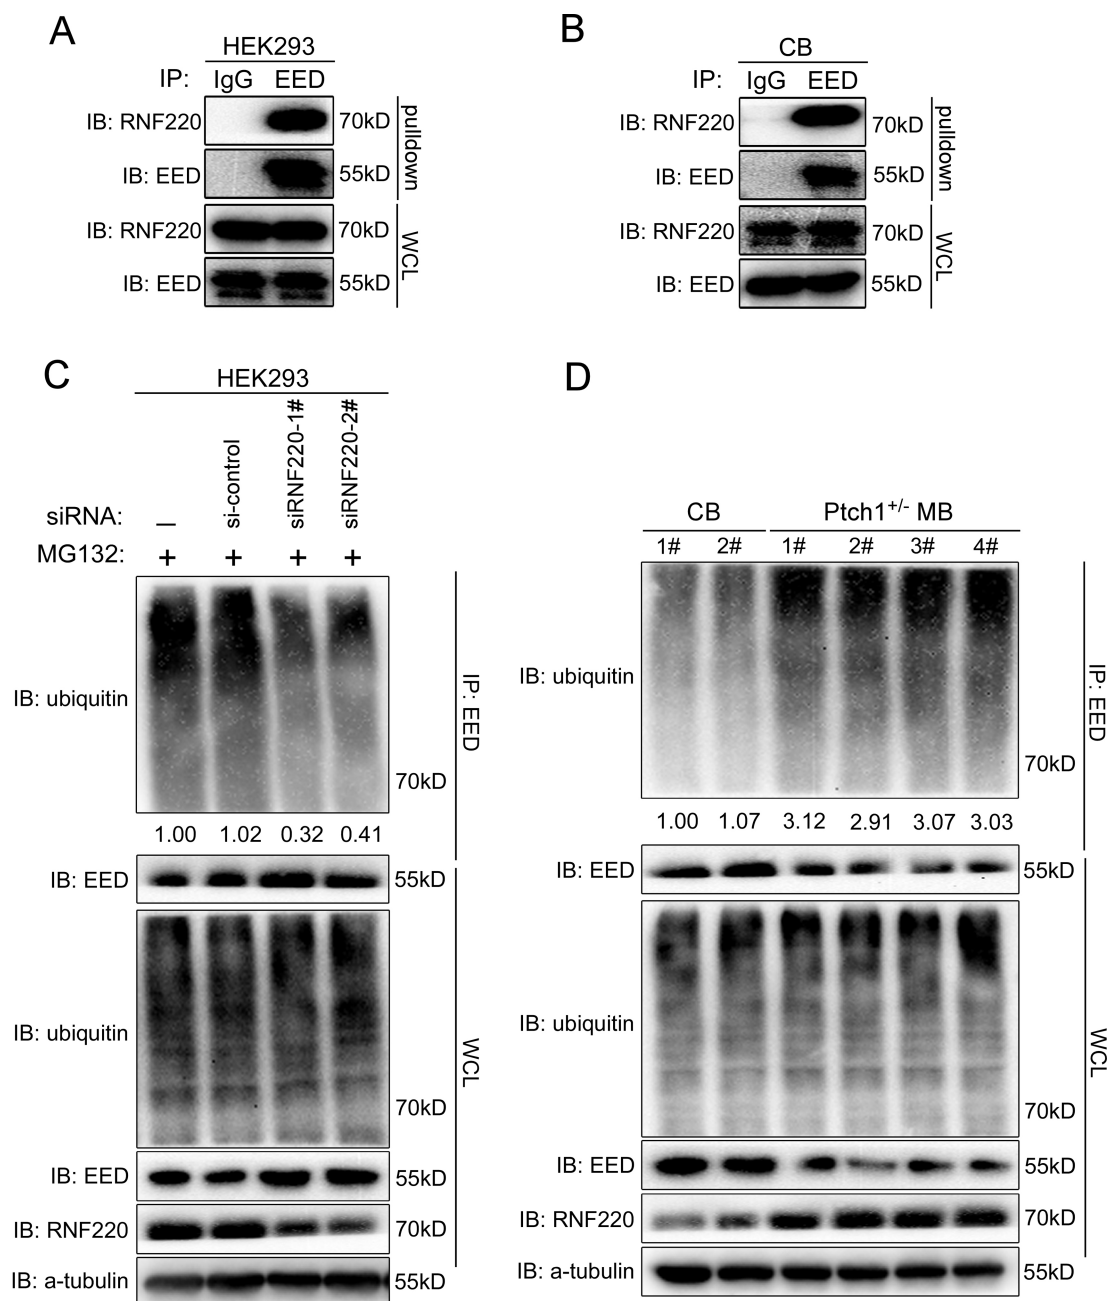 A
HEK293
IP: IgG EED
IB: RNF220 70kD
IB: EED 55kD
pulldown
IB: RNF220 70kD
IB: EED 55kD
WCL
B
CB
IP: IgG EED
IB: RNF220 70kD
IB: EED 55kD
pulldown
IB: RNF220 70kD
IB: EED 55kD
WCL
C
HEK293
siRNA: — si-control siRNF220-1# siRNF220-2#
MG132: + + + +
IB: ubiquitin
70kD
1.00 1.02 0.32 0.41
IP: EED
IB: EED 55kD
IB: ubiquitin
70kD
IB: EED 55kD
IB: RNF220 70kD
IB: a-tubulin 55kD
WCL
D
CB Ptch1+/- MB
1# 2# 1# 2# 3# 4#
IB: ubiquitin
70kD
1.00 1.07 3.12 2.91 3.07 3.03
IP: EED
IB: EED 55kD
IB: ubiquitin
70kD
IB: EED 55kD
IB: RNF220 70kD
IB: a-tubulin 55kD
WCL